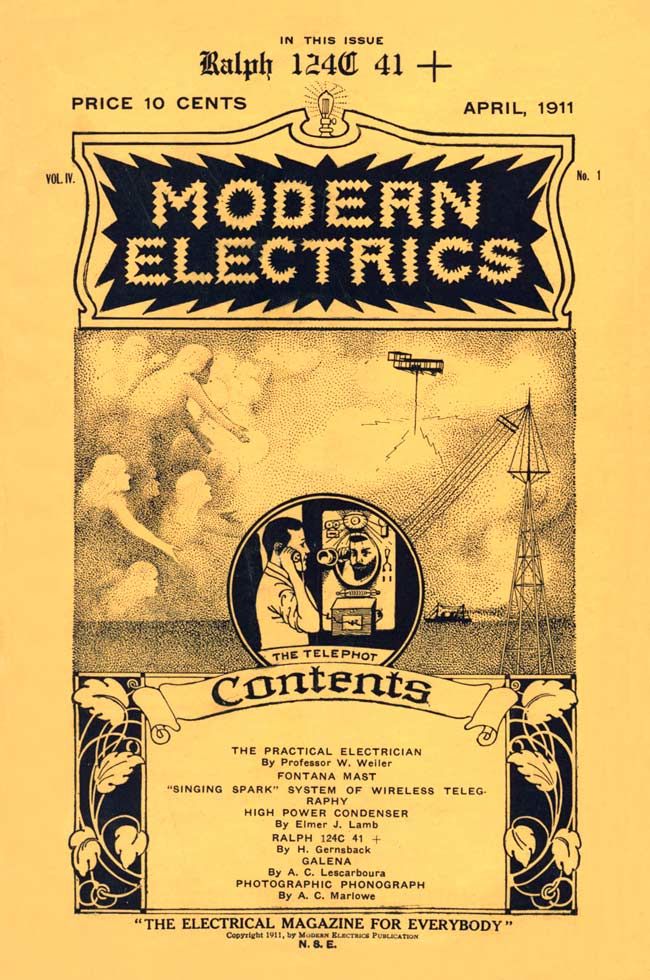 IN THIS ISSUE
Ralph 124C 41 +
PRICE 10 CENTS
APRIL, 1911
VOL. IV.
No. 1
MODERN
ELECTRICS
THE TELEPHOT
Contents
THE PRACTICAL ELECTRICIAN
By Professor W. Weiler
FONTANA MAST
"SINGING SPARK" SYSTEM OF WIRELESS TELEG-
RAPHY
HIGH POWER CONDENSER
By Elmer J. Lamb
RALPH 124C 41 +
By H. Gernsback
GALENA
By A. C. Lescarboura
PHOTOGRAPHIC PHONOGRAPH
By A. C. Marlowe
"THE ELECTRICAL MAGAZINE FOR EVERYBODY"
Copyright 1911, by MODERN ELECTRICS PUBLICATION
N. S. E.